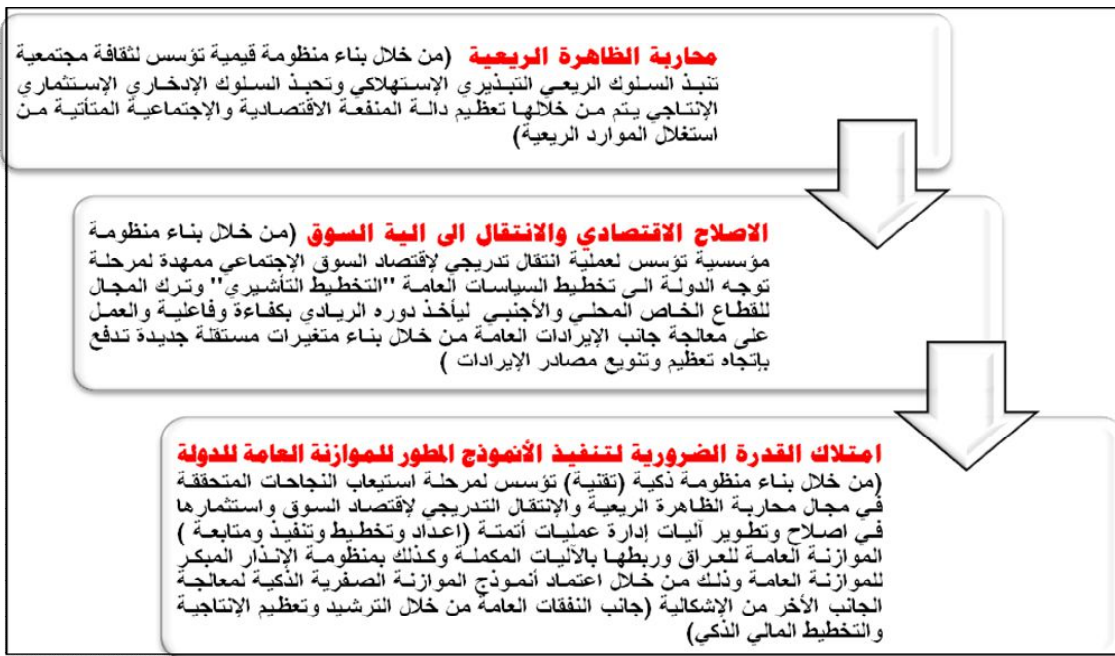 محاربة الظاهرة الريعية (من خلال بناء منظومة قيمية تؤسس لثقافة مجتمعية
تنبذ السلوك الريعي التبذيري الإستهلاكي وتحبذ السلوك الإدخاري الإستثماري
الإنتاجي يتم من خلالها تعظيم دالة المنفعة الاقتصادية والإجتماعية المتأتية من
استغلال الموارد الريعية)
الاصلاح الاقتصادي والانتقال الى الية السوق (من خلال بناء منظومة
مؤسسية تؤسس لعملية انتقال تدريجي لإقتصاد السوق الإجتماعي ممهدة لمرحلة
توجه الدولة الى تخطيط السياسات العامة "التخطيط التأشيري" وترك المجال
للقطاع الخاص المحلي والأجنبي ليأخذ دوره الريادي بكفاءة وفاعلية والعمل
على معالجة جانب الإيرادات العامة من خلال بناء متغيرات مستقلة جديدة تدفع
بإتجاه تعظيم وتنويع مصادر الإيرادات )
امتلاك القدرة الضرورية لتنفيذ الأنموذج المطور للموازنة العامة للدولة
(من خلال بناء منظومة ذكية (تقنية) تؤسس لمرحلة استيعاب النجاحات المتحققة
في مجال محاربة الظاهرة الريعية والإنتقال التدريجي لإقتصاد السوق واستثمارها
في اصلاح وتطوير آليات إدارة عمليات أتمتة (اعداد وتخطيط وتنفيذ ومتابعة )
الموازنة العامة للعراق وربطها بالآليات المكملة وكذلك بمنظومة الإنذار المبكر
للموازنة العامة وذلك من خلال اعتماد أنموذج الموازنة الصفرية الذكية لمعالجة
الجانب الأخر من الإشكالية (جانب النفقات العامة من خلال الترشيد وتعظيم الإنتاجية
والتخطيط المالي الذكي)